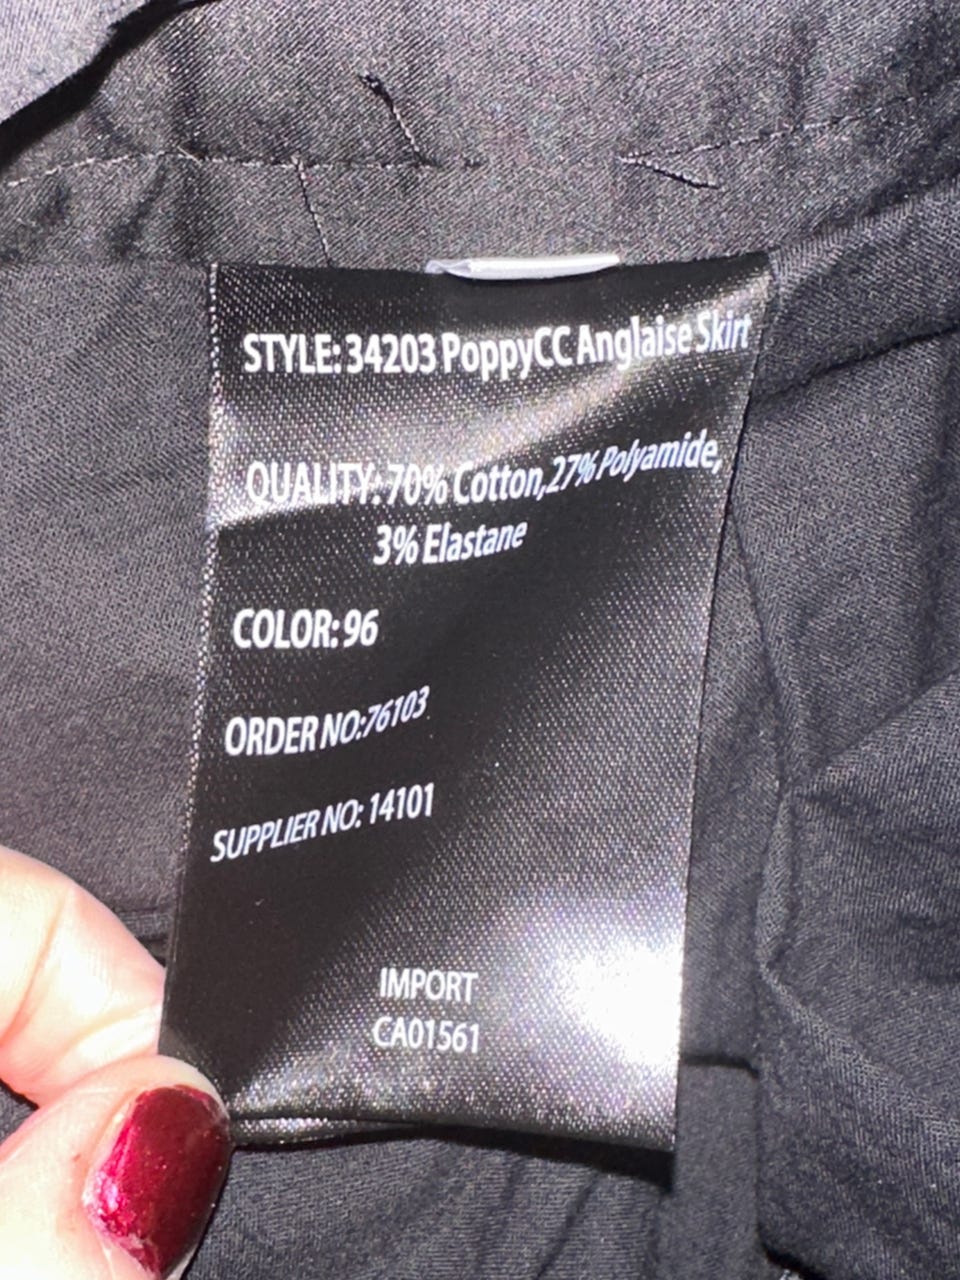 STYLE: 34203 PoppyCC Anglaise Skirt
QUALITY: 70% Cotton, 27% Polyamide,
3% Elastane
COLOR: 96
ORDER NO: 76103
SUPPLIER NO: 14101
IMPORT
CA01561